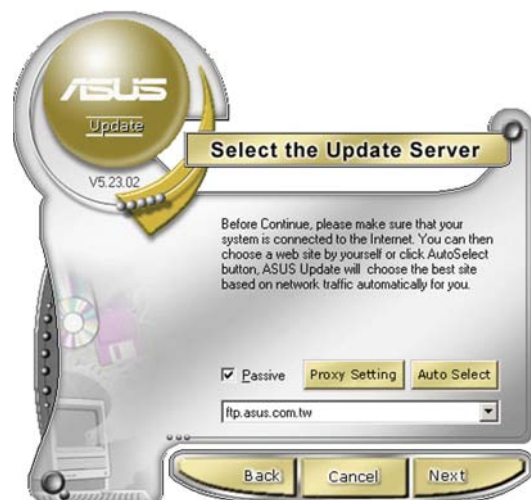 ASUS
Update
V5.23.02
Select the Update Server
Before Continue, please make sure that your
system is connected to the Internet. You can then
choose a web site by yourself or click AutoSelect
button, ASUS Update will choose the best site
based on network traffic automatically for you.
Passive
Proxy Setting
Auto Select
ftp.asus.com.tw
Back
Cancel
Next